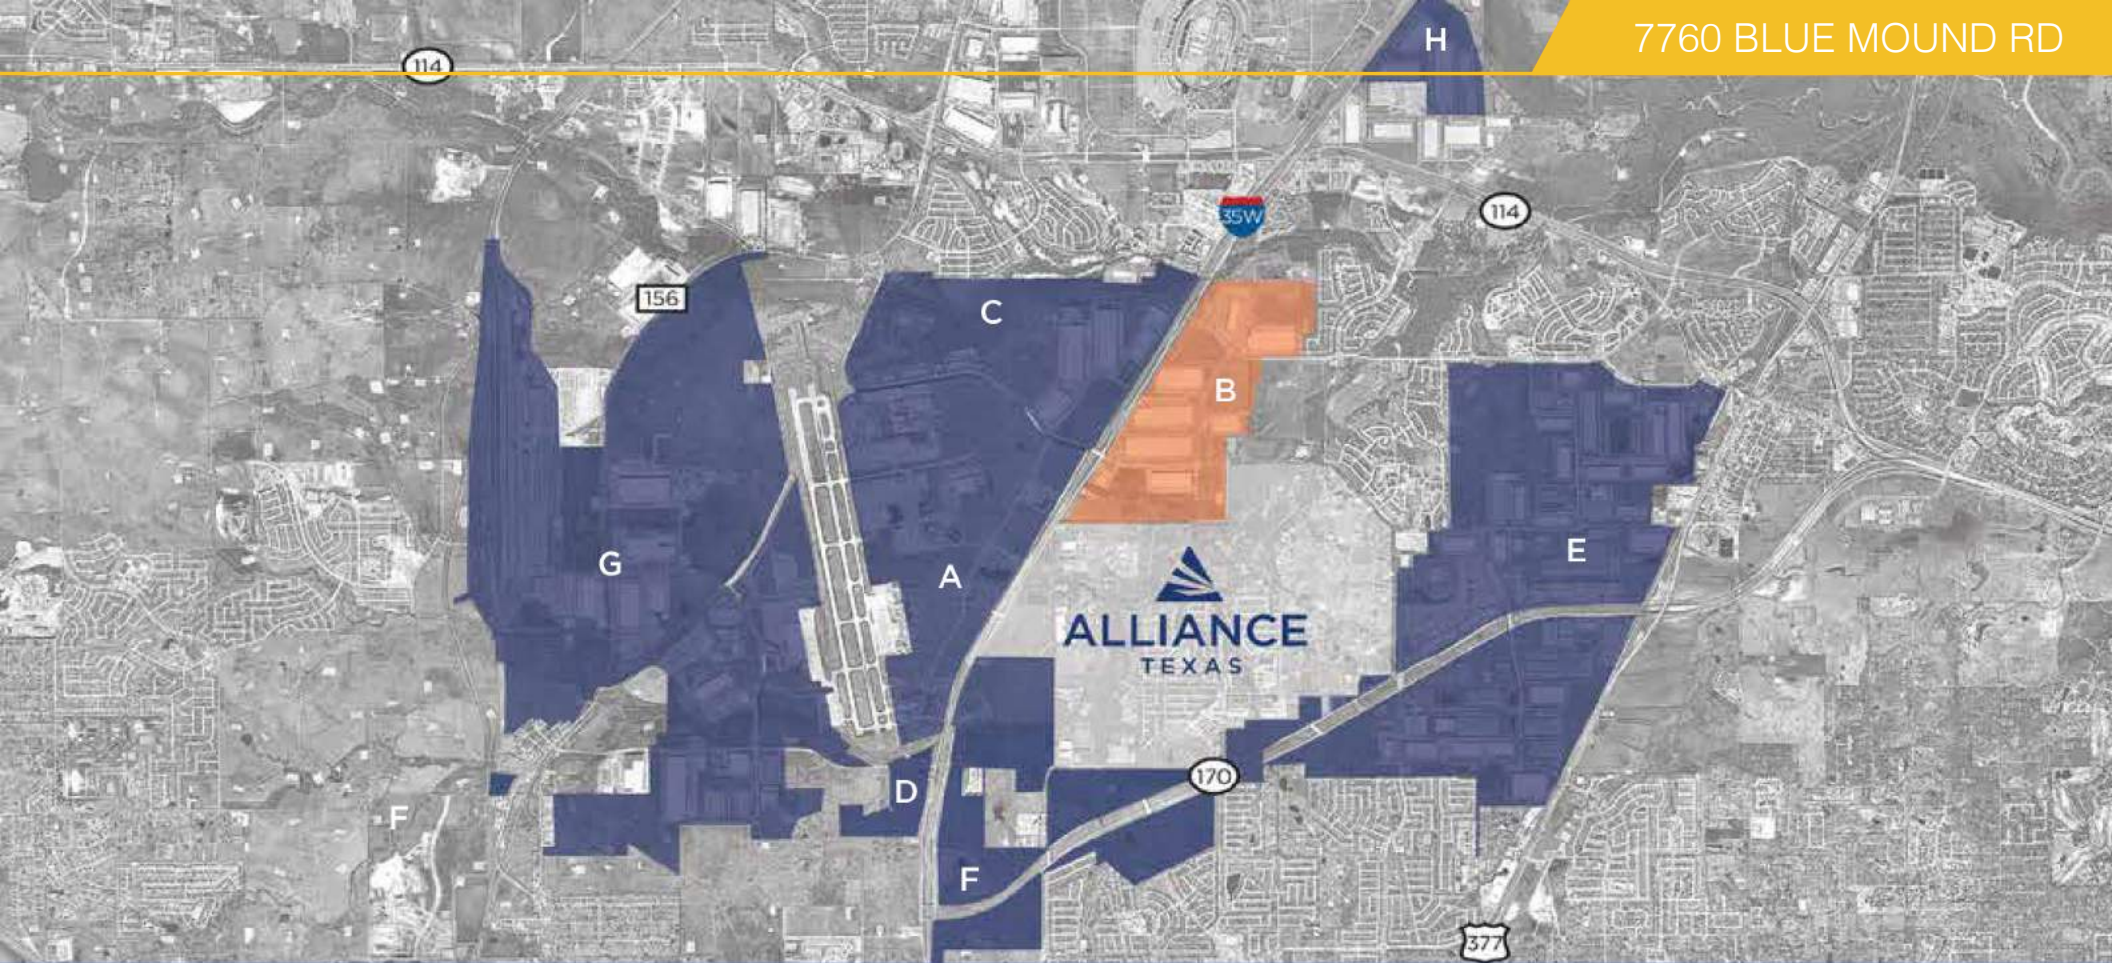 7760 BLUE MOUND RD
H
114
35W
114
156
C
B
G
A
E
ALLIANCE
TEXAS
170
D
F
F
377